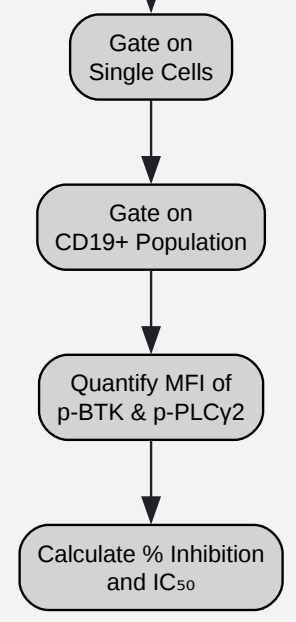 Gate on
Single Cells
Gate on
CD19+ Population
Quantify MFI of
p-BTK & p-PLCγ2
Calculate % Inhibition
and IC₅₀